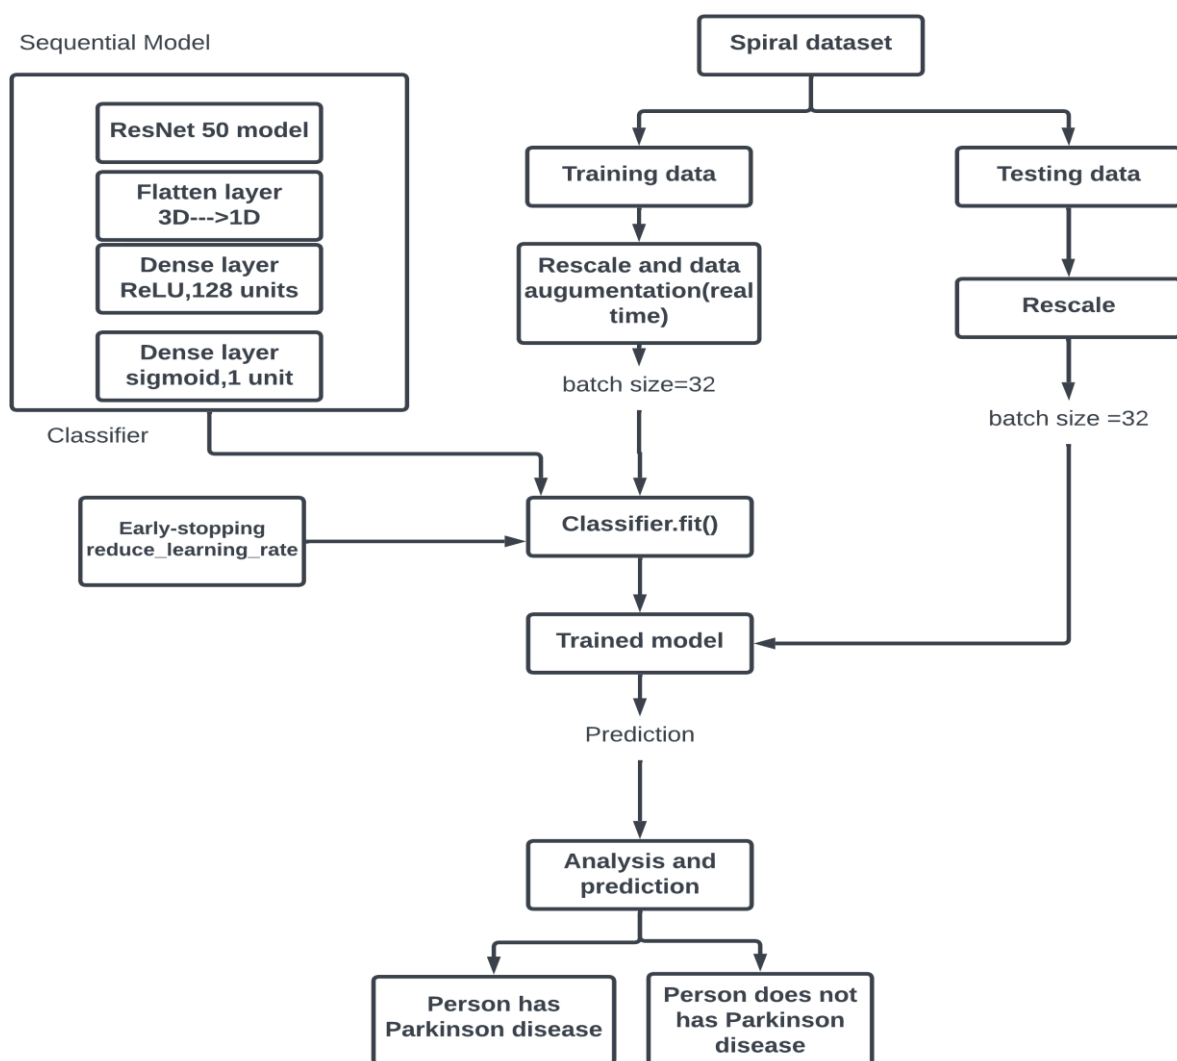 Sequential Model
Spiral dataset
ResNet 50 model
Flatten layer
3D--->1D
Dense layer
ReLU,128 units
Dense layer
sigmoid,1 unit
Classifier
Training data
Testing data
Rescale and data
augumentation(real
time)
Rescale
batch size=32
batch size =32
Early-stopping
reduce_learning_rate
Classifier.fit()
Trained model
Prediction
Analysis and
prediction
Person has
Parkinson disease
Person does not
has Parkinson
disease